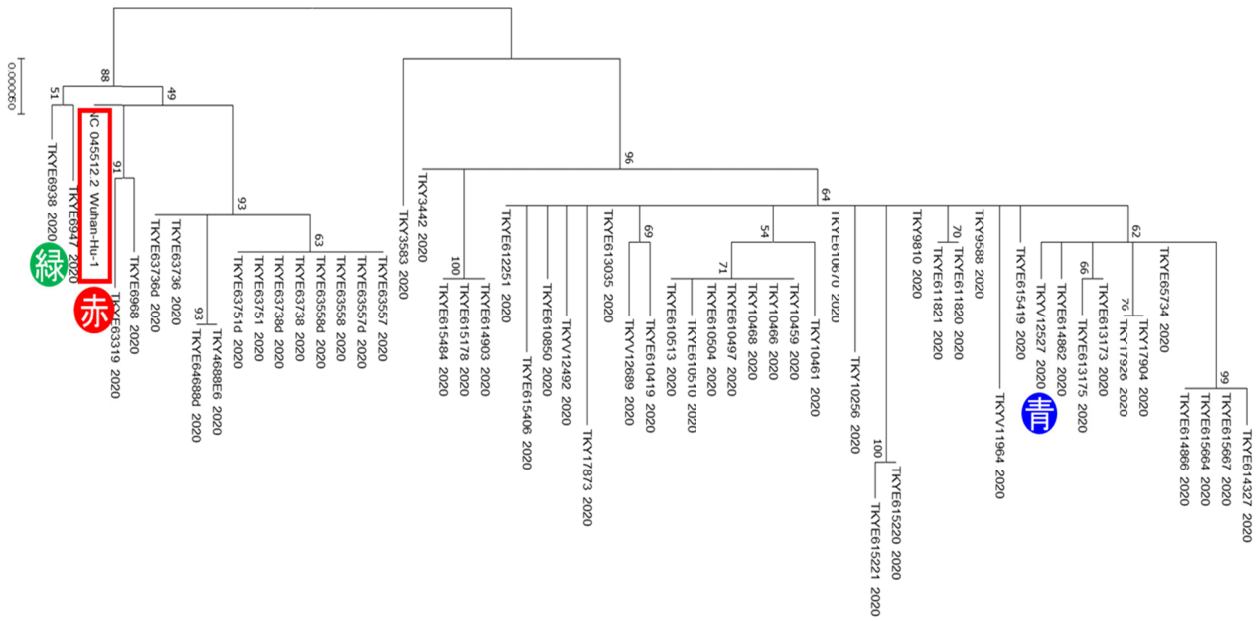 0.000050
88
51
49
TKYE6938 2020
緑
TKYE6947 2020
NC 045512.2 Wuhan-Hu-1
赤
91
TKYE63319 2020
TKYE6968 2020
93
TKYE63736d 2020
TKYE63736 2020
93
TKYE64688d 2020
TKY4688E6 2020
63
TKYE63751d 2020
TKYE63751 2020
TKYE63738d 2020
TKYE63738 2020
TKYE63558d 2020
TKYE63558 2020
TKYE63557d 2020
TKYE63557 2020
TKY3583 2020
96
TKY3442 2020
100
TKYE615484 2020
TKYE615178 2020
TKYE614903 2020
64
TKYE612251 2020
TKYE615406 2020
TKYE610850 2020
TKYV12492 2020
TKY17873 2020
TKYE613035 2020
69
TKYV12689 2020
TKYE610419 2020
54
71
TKYE610513 2020
TKYE610510 2020
TKYE610504 2020
TKYE610497 2020
TKY10468 2020
TKY10466 2020
TKY10459 2020
TKY10461 2020
TKYE610670 2020
TKY10256 2020
100
TKYE615221 2020
TKYE615220 2020
TKY9810 2020
70
TKYE611821 2020
TKYE611820 2020
TKY9588 2020
TKYV11964 2020
TKYE615419 2020
62
TKYV12527 2020
青
TKYE614862 2020
66
TKYE613175 2020
TKYE613173 2020
76
TKY17926 2020
TKY17904 2020
TKYE65734 2020
99
TKYE614866 2020
TKYE615664 2020
TKYE615667 2020
TKYE614327 2020